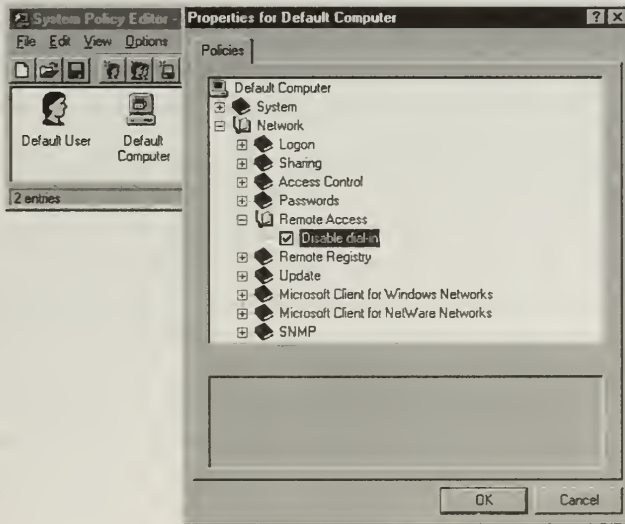 System Policy Editor -
File Edit View Options
Default User
Default Computer
2 entries
Properties for Default Computer
Policies
Default Computer
System
Network
Logon
Sharing
Access Control
Passwords
Remote Access
Disable dial-in
Remote Registry
Update
Microsoft Client for Windows Networks
Microsoft Client for NetWare Networks
SNMP
OK
Cancel